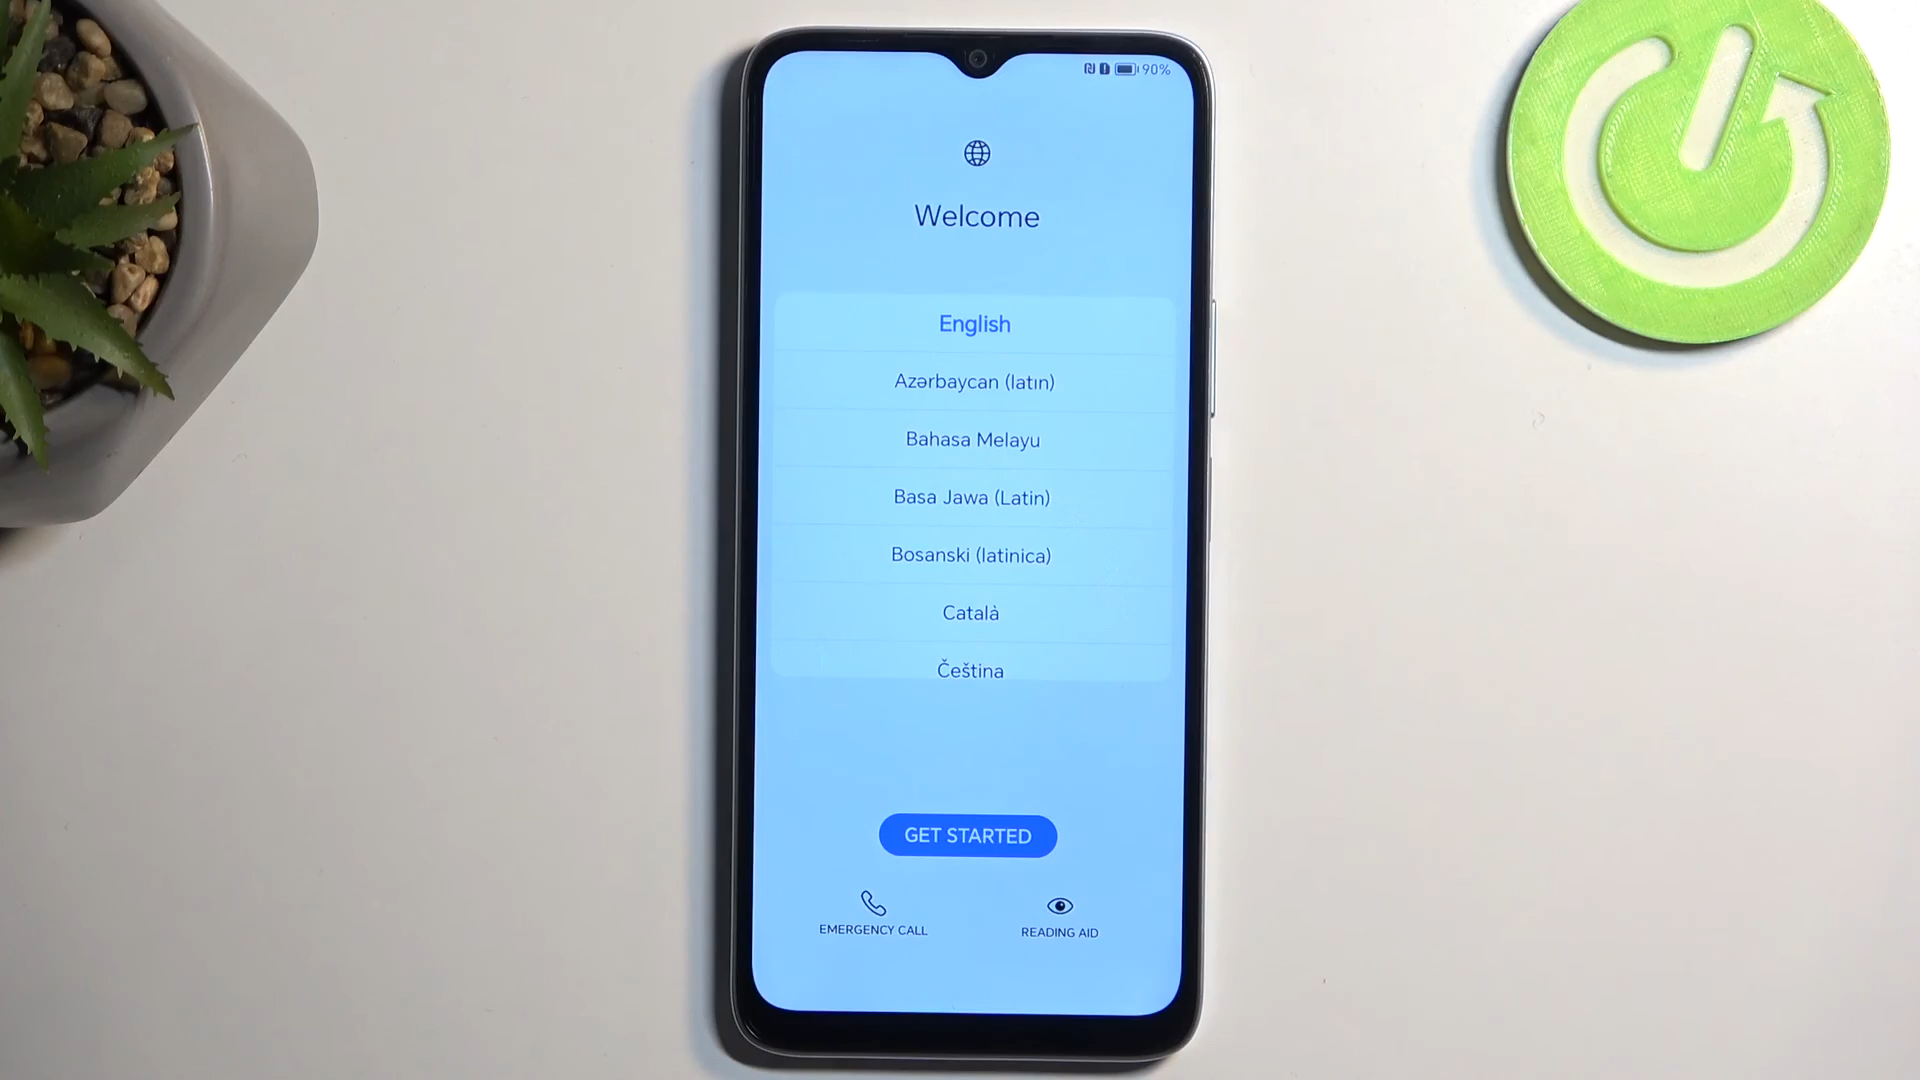 90%
Welcome
English
Azərbaycan (latın)
Bahasa Melayu
Basa Jawa (Latin)
Bosanski (latinica)
Català
Čeština
GET STARTED
EMERGENCY CALL
READING AID